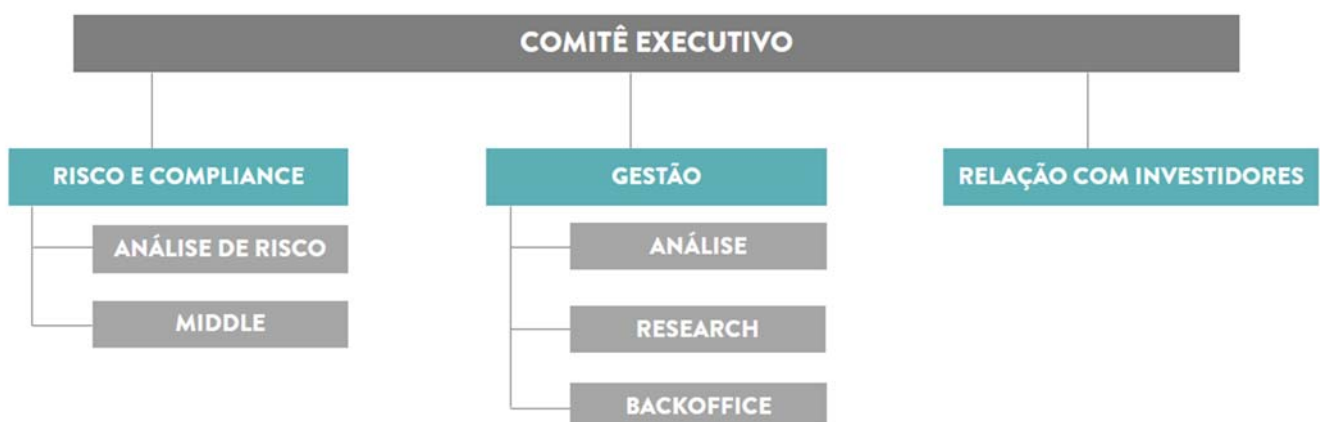 COMITÊ EXECUTIVO
RISCO E COMPLIANCE
GESTÃO
RELAÇÃO COM INVESTIDORES
ANÁLISE DE RISCO
ANÁLISE
MIDDLE
RESEARCH
BACKOFFICE